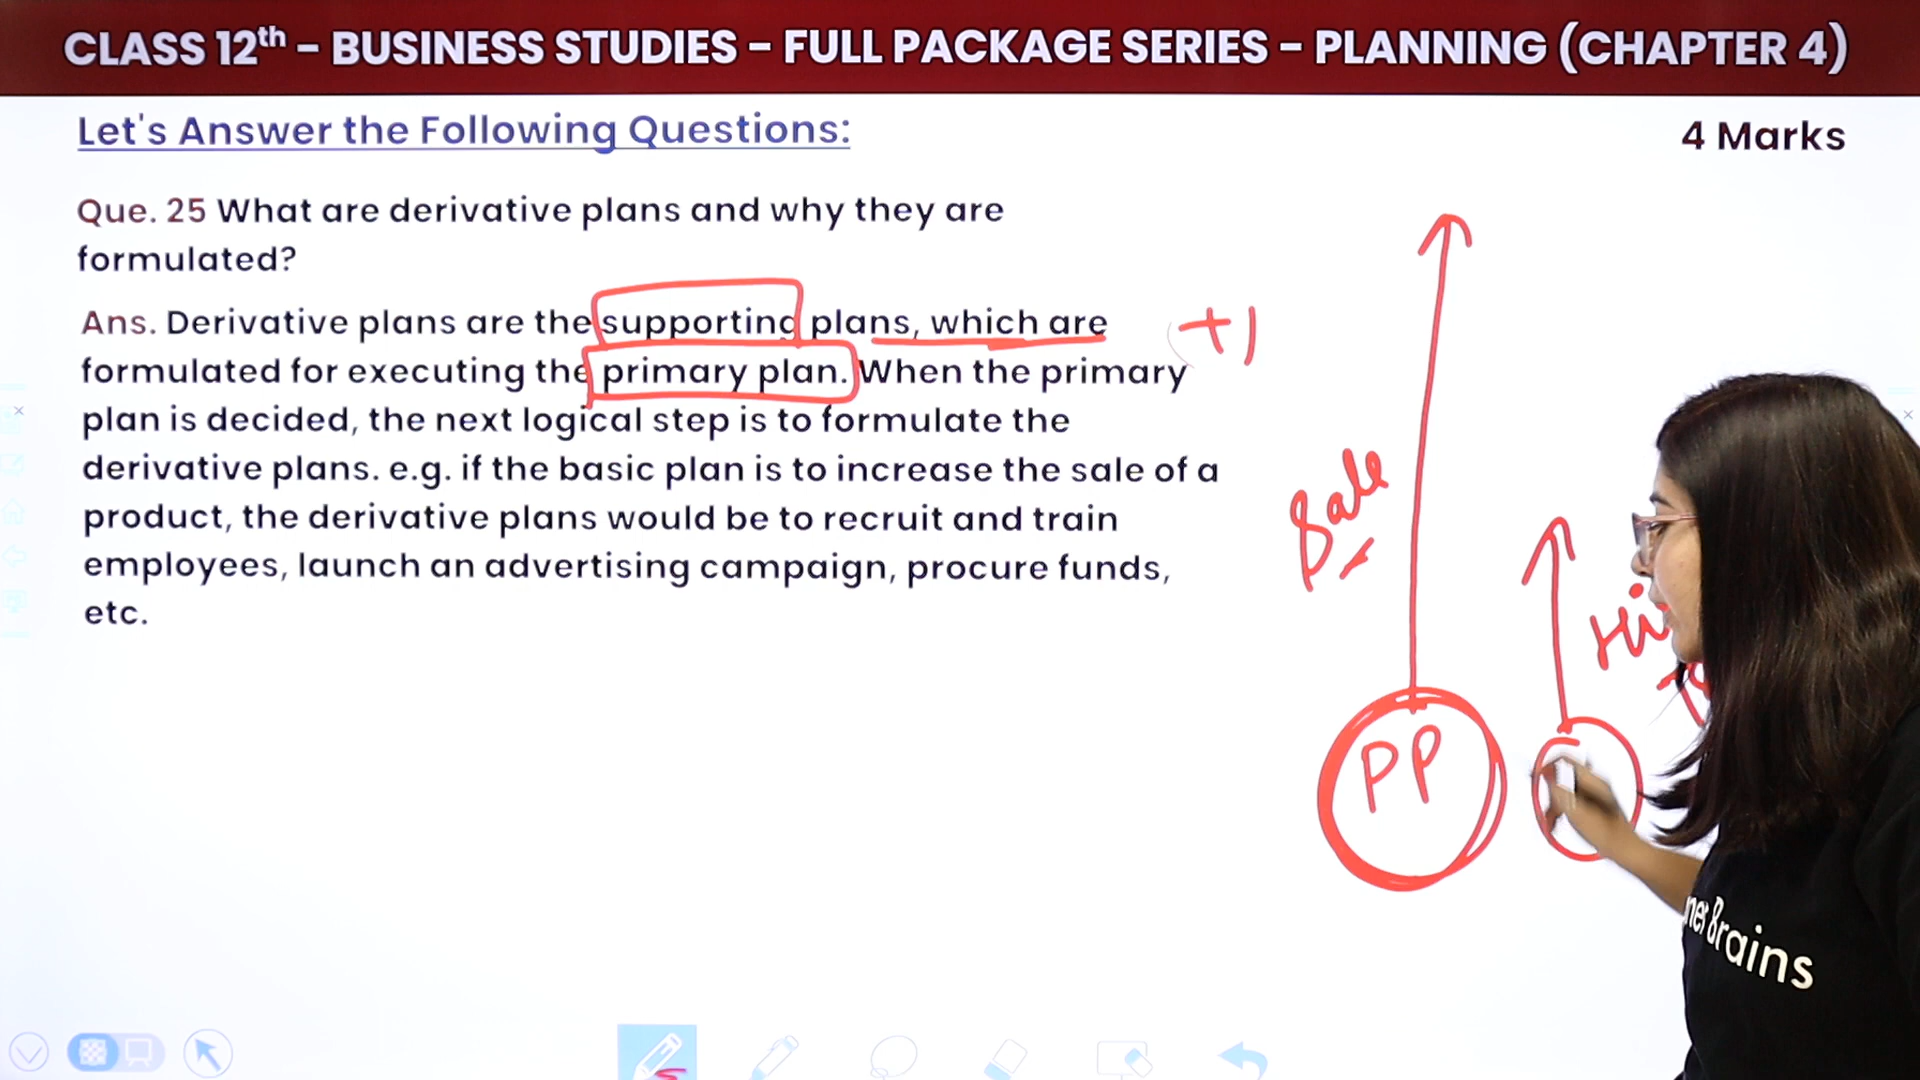 CLASS 12th – BUSINESS STUDIES – FULL PACKAGE SERIES – PLANNING (CHAPTER 4)
Let's Answer the Following Questions:
4 Marks
Que. 25 What are derivative plans and why they are
formulated?
Ans. Derivative plans are the supporting plans, which are
formulated for executing the primary plan. When the primary
plan is decided, the next logical step is to formulate the
derivative plans. e.g. if the basic plan is to increase the sale of a
product, the derivative plans would be to recruit and train
employees, launch an advertising campaign, procure funds,
etc.
+1
Sale
PP
Brains